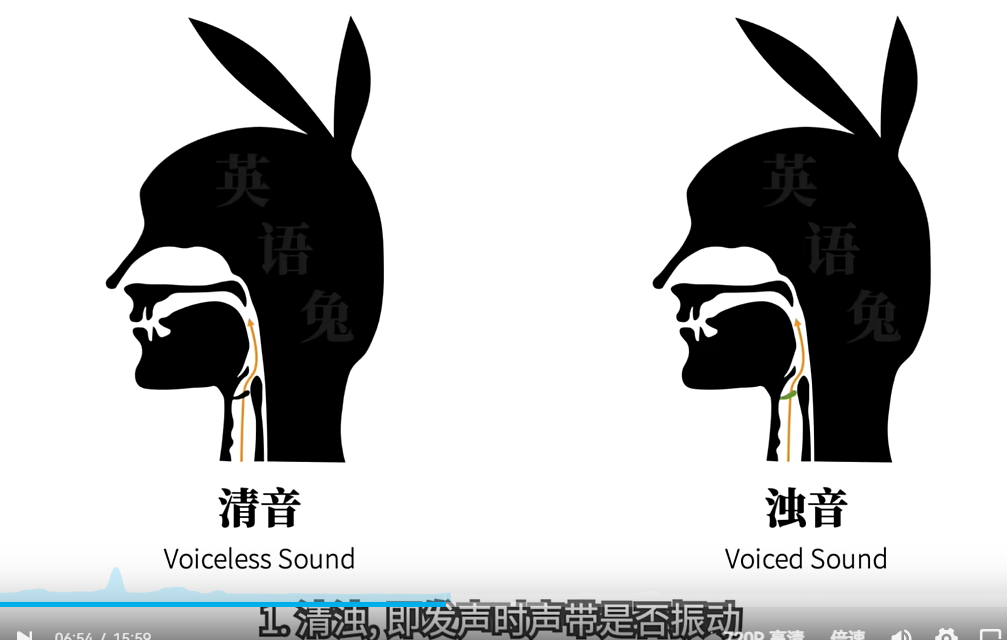 英 英
语 语
兔 兔
清音 浊音
Voiceless Sound Voiced Sound
1. 清浊, 即发声时声带是否振动
06:54 / 15:59 720P 高清 倍速